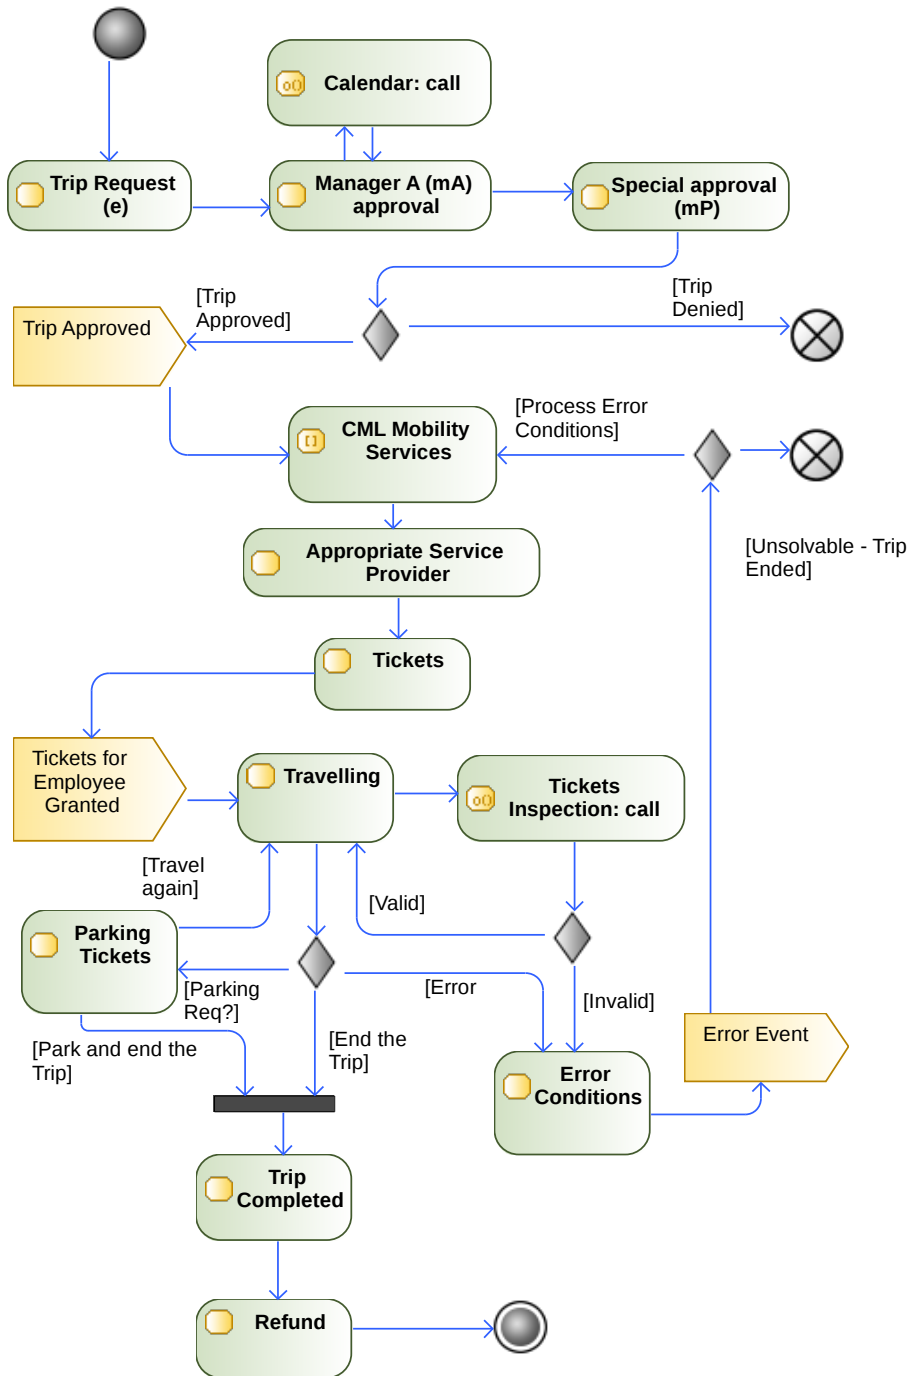 Calendar: call
Trip Request
(e)
Manager A (mA)
approval
Special approval
(mP)
[Trip
Approved]
[Trip
Denied]
Trip Approved
[Process Error
Conditions]
CML Mobility
Services
[Unsolvable - Trip
Ended]
Appropriate Service
Provider
Tickets
Tickets for
Employee
Granted
Travelling
Tickets
Inspection: call
[Travel
again]
[Valid]
Parking
Tickets
[Parking
Req?]
[Error
[Invalid]
[Park and end the
Trip]
[End the
Trip]
Error Event
Error
Conditions
Trip
Completed
Refund